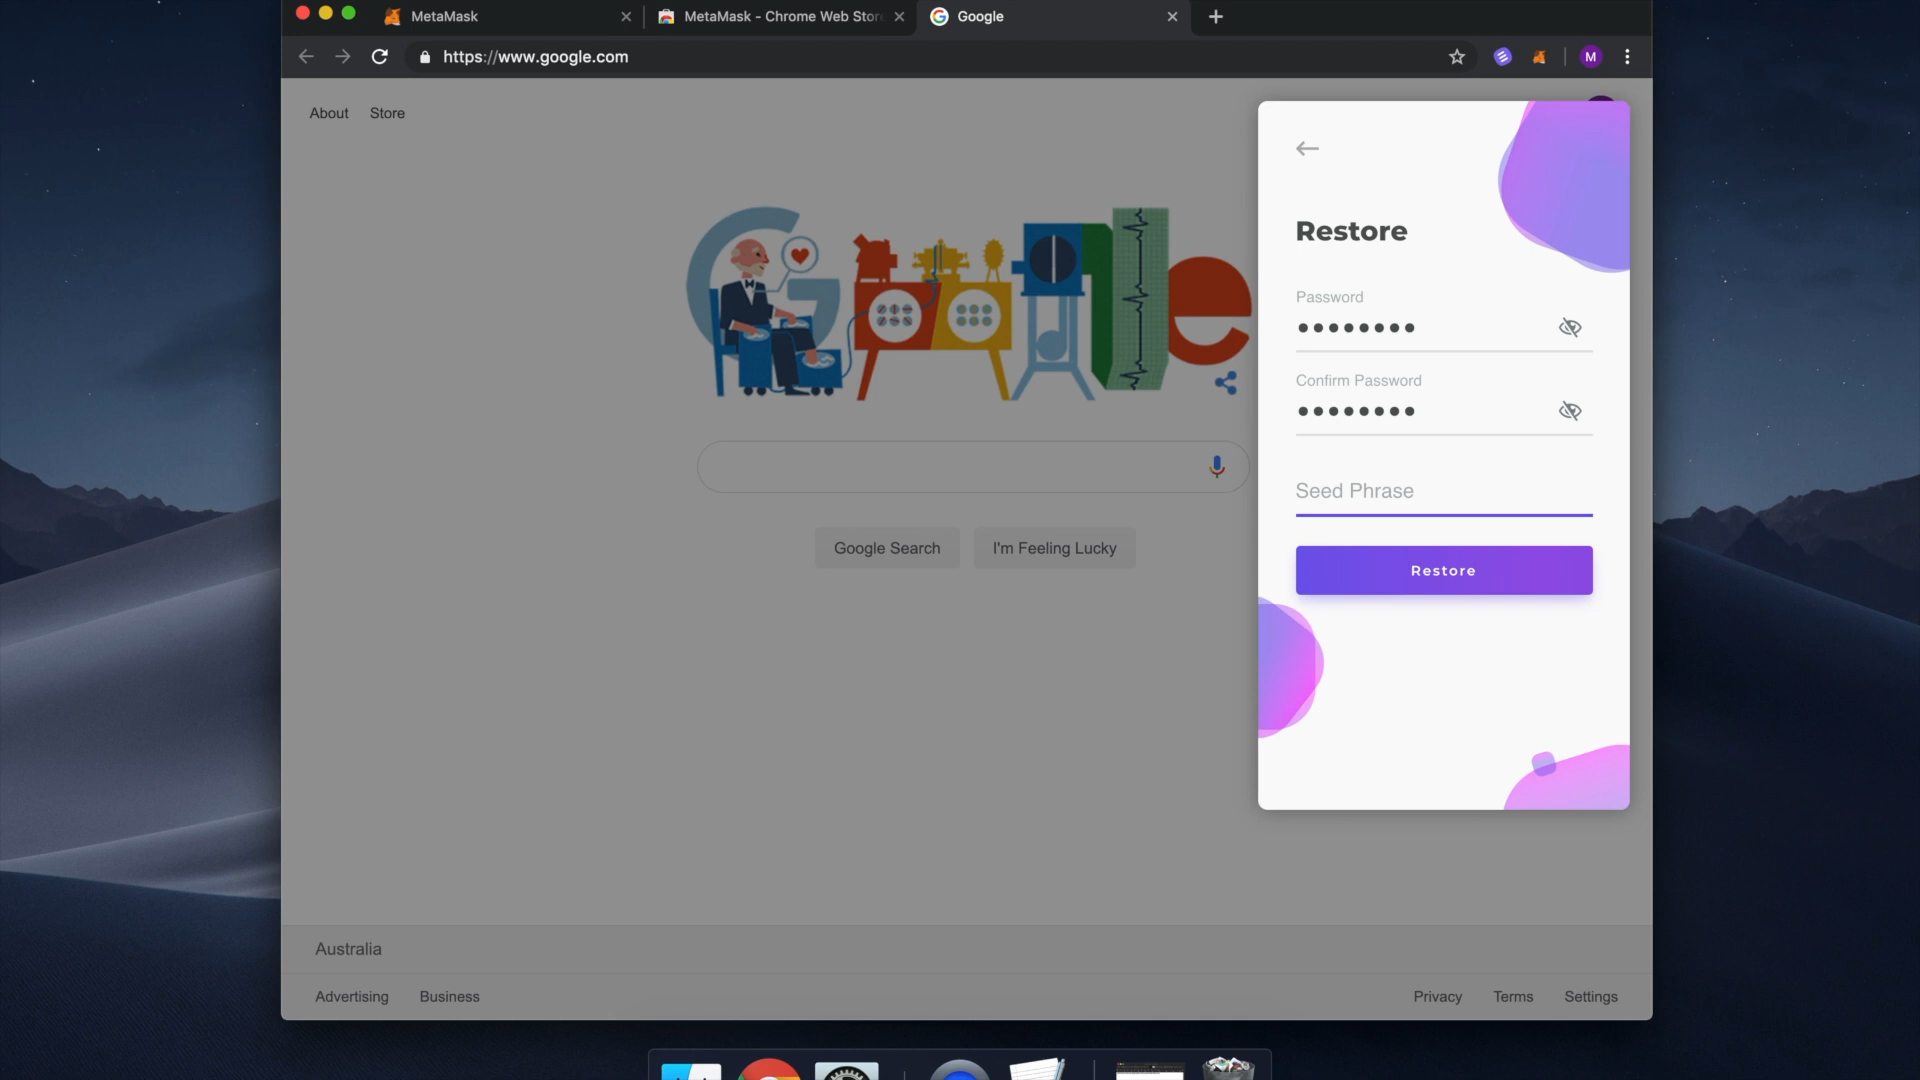 MetaMask
MetaMask - Chrome Web Stor
Google
https://www.google.com
M
About
Store
Restore
Password
Confirm Password
Seed Phrase
Restore
Google Search
I'm Feeling Lucky
Australia
Advertising
Business
Privacy
Terms
Settings